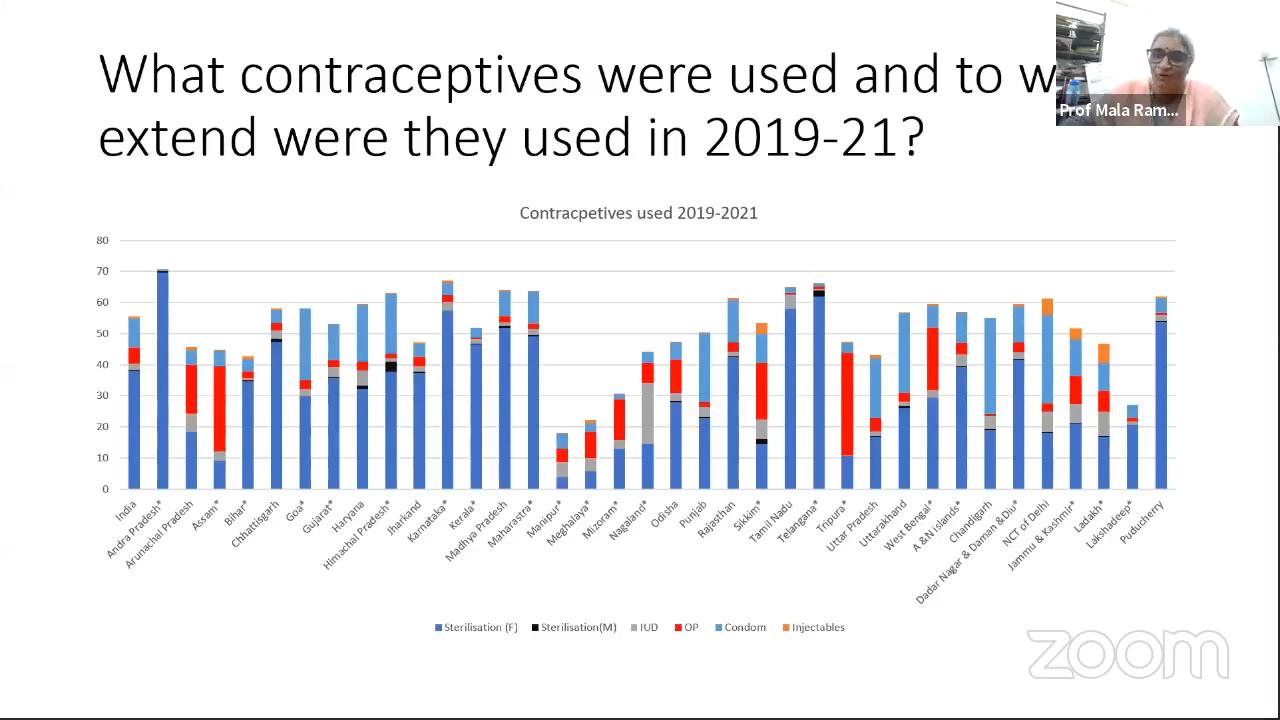 What contraceptives were used and to w
extend were they used in 2019-21?
Prof Mala Ram...
Contracpetives used 2019-2021
80
70
60
50
40
30
20
10
0
India
Andra Pradesh*
Arunachal Pradesh
Assam*
Bihar*
Chhattisgarh
Goa*
Gujarat*
Haryana
HImachal Pradesh*
Jharkand
Karnataka*
Kerala*
Madhya Pradesh
Maharastra*
Manipur*
Meghalaya*
Mizoram*
Nagaland*
Odisha
Punjab
Rajasthan
Sikkim*
Tamil Nadu
Telangana*
Tripura*
Uttar Pradesh
Uttarakhand
West Bengal*
A &N islands*
Chandigarh
Dadar Nagar & Daman &Diu*
NCT of Delhi
Jammu & Kashmir*
Ladakh*
Lakshadeep*
Puducherry
Sterilisation (F) Sterilisation(M) IUD OP Condom Injectables
zoom